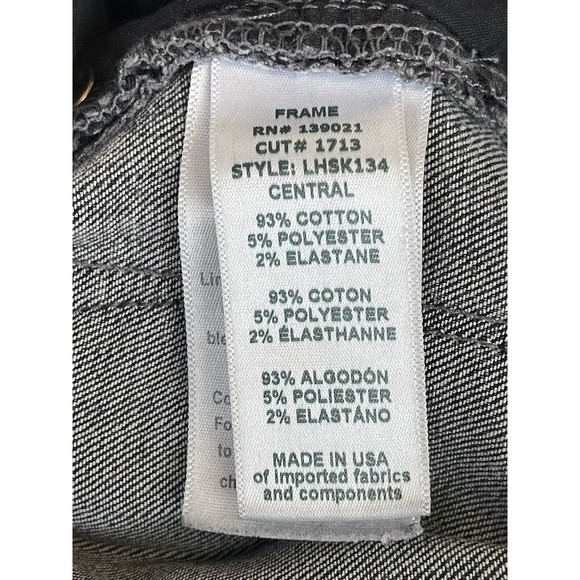 FRAME
RN# 139021
CUT# 1713
STYLE: LHSK134
CENTRAL
93% COTTON
5% POLYESTER
2% ELASTANE
93% COTON
5% POLYESTER
2% ÉLASTHANNE
93% ALGODÓN
5% POLIESTER
2% ELASTÁNO
MADE IN USA
of imported fabrics
and components